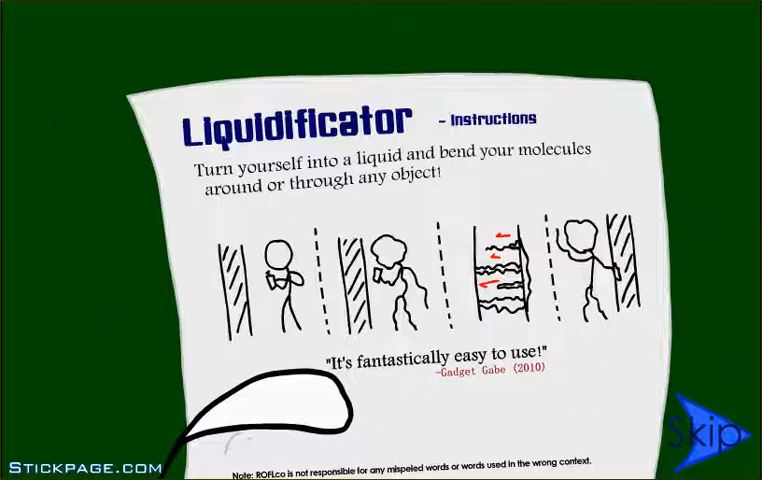 Liquidificator - Instructions
Turn yourself into a liquid and bend your molecules
around or through any object!
"It's fantastically easy to use!"
-Gadget Gabe (2010)
Skip
STICKPAGE.COM
Note: ROFLco is not responsible for any mispeled words or words used in the wrong context.